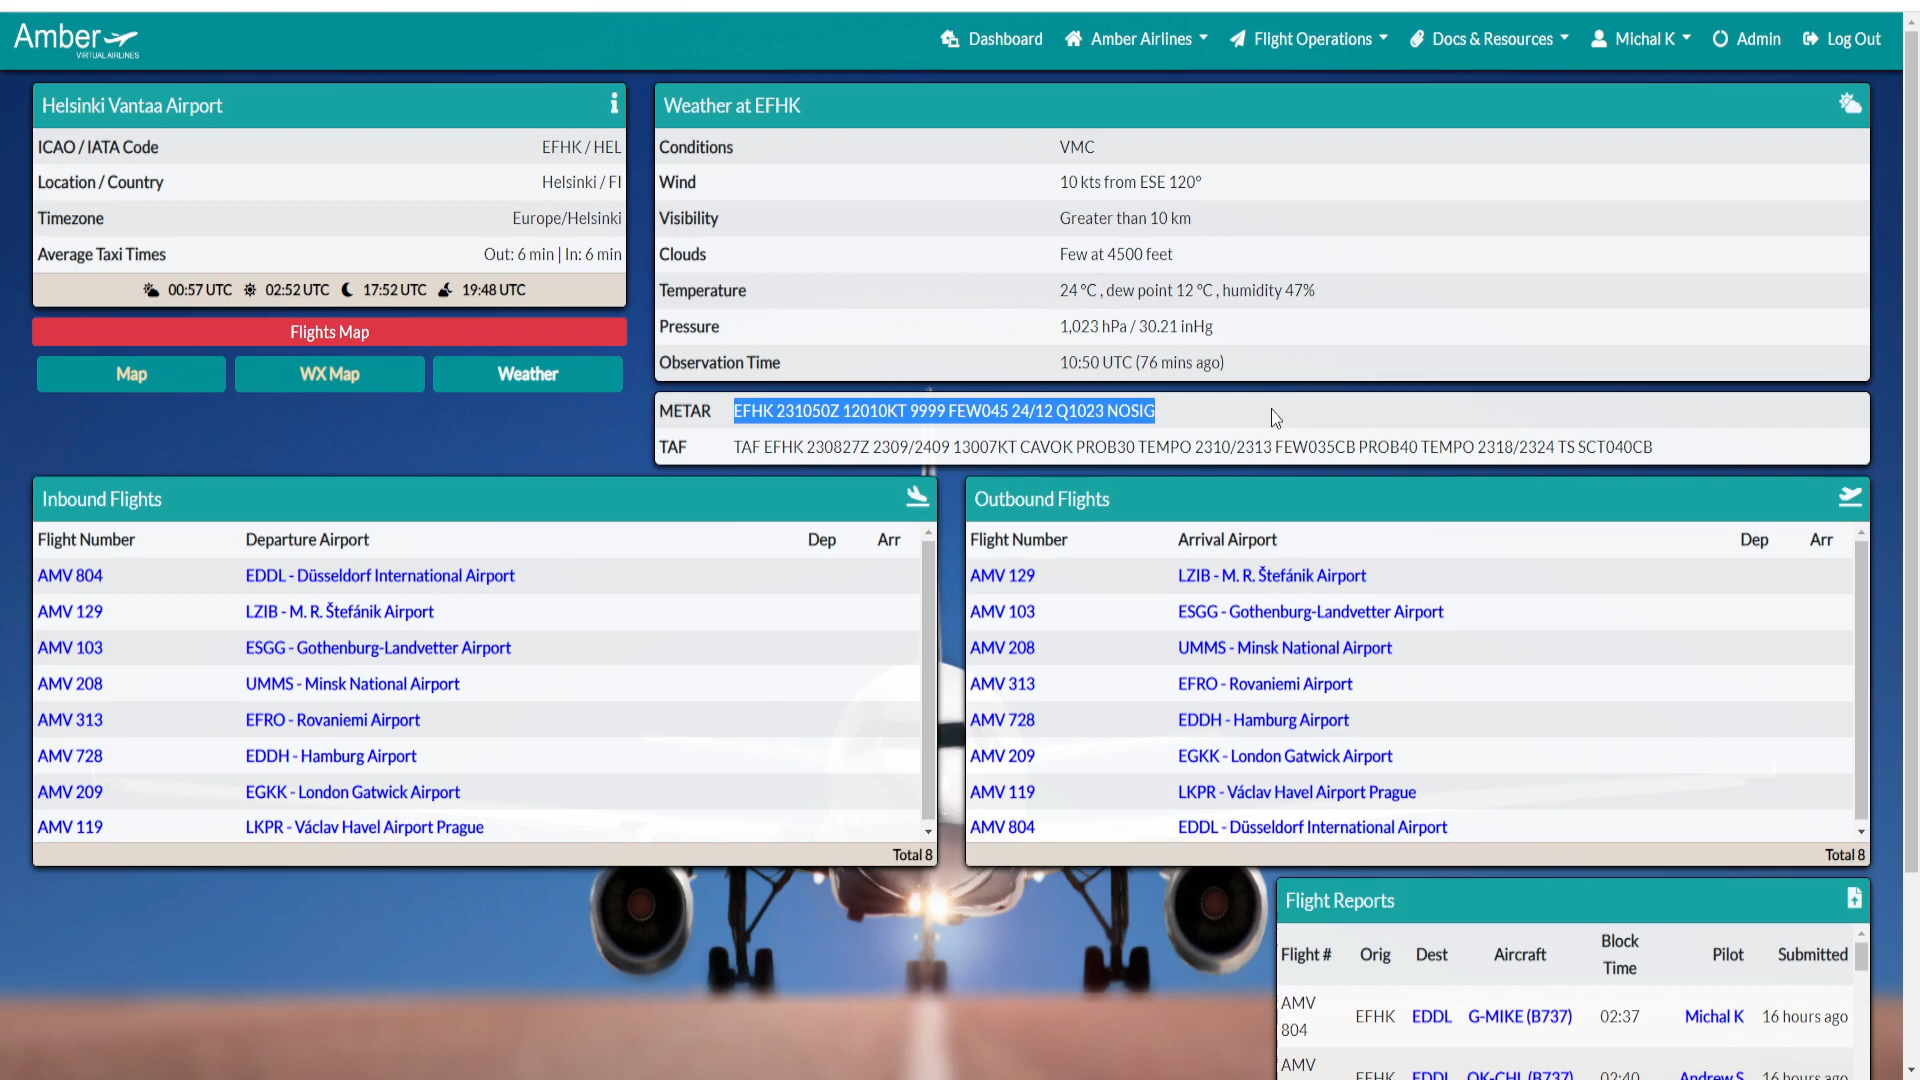 Amber
VIRTUAL AIRLINES
Dashboard
Amber Airlines
Flight Operations
Docs & Resources
Michal K
Admin
Log Out
Helsinki Vantaa Airport
ICAO / IATA Code EFHK / HEL
Location / Country Helsinki / FI
Timezone Europe/Helsinki
Average Taxi Times Out: 6 min | In: 6 min
00:57 UTC 02:52 UTC 17:52 UTC 19:48 UTC
Flights Map
Map WX Map Weather
Weather at EFHK
Conditions VMC
Wind 10 kts from ESE 120°
Visibility Greater than 10 km
Clouds Few at 4500 feet
Temperature 24 °C , dew point 12 °C , humidity 47%
Pressure 1,023 hPa / 30.21 inHg
Observation Time 10:50 UTC (76 mins ago)
METAR EFHK 231050Z 12010KT 9999 FEW045 24/12 Q1023 NOSIG
TAF TAF EFHK 230827Z 2309/2409 13007KT CAVOK PROB30 TEMPO 2310/2313 FEW035CB PROB40 TEMPO 2318/2324 TS SCT040CB
Inbound Flights
Flight Number Departure Airport Dep Arr
AMV 804 EDDL - Düsseldorf International Airport
AMV 129 LZIB - M. R. Štefánik Airport
AMV 103 ESGG - Gothenburg-Landvetter Airport
AMV 208 UMMS - Minsk National Airport
AMV 313 EFRO - Rovaniemi Airport
AMV 728 EDDH - Hamburg Airport
AMV 209 EGKK - London Gatwick Airport
AMV 119 LKPR - Václav Havel Airport Prague
Total 8
Outbound Flights
Flight Number Arrival Airport Dep Arr
AMV 129 LZIB - M. R. Štefánik Airport
AMV 103 ESGG - Gothenburg-Landvetter Airport
AMV 208 UMMS - Minsk National Airport
AMV 313 EFRO - Rovaniemi Airport
AMV 728 EDDH - Hamburg Airport
AMV 209 EGKK - London Gatwick Airport
AMV 119 LKPR - Václav Havel Airport Prague
AMV 804 EDDL - Düsseldorf International Airport
Total 8
Flight Reports
Flight # Orig Dest Aircraft Block Time Pilot Submitted
AMV 804 EFHK EDDL G-MIKE (B737) 02:37 Michal K 16 hours ago
AMV EFHK EDDL OK-CHL (B737) 02:40 Andrew S 16 hours ago